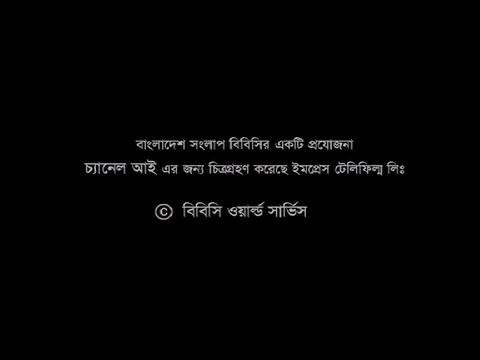 বাংলাদেশ সংলাপ বিবিসির একটি প্রযোজনা
চ্যানেল আই এর জন্য চিত্রগ্রহণ করেছে ইমপ্রেস টেলিফিল্ম লিঃ
© বিবিসি ওয়ার্ল্ড সার্ভিস